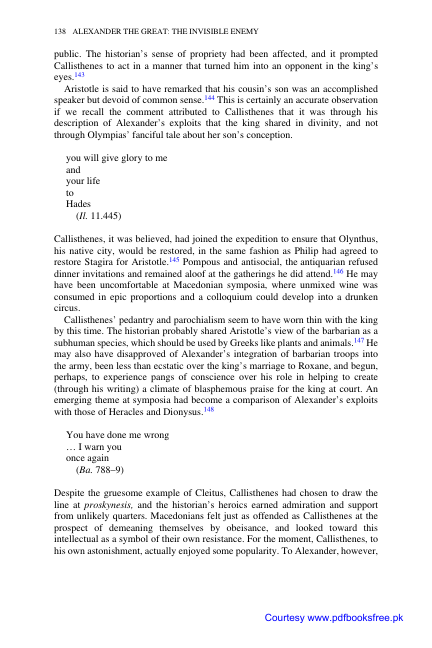 138 ALEXANDER THE GREAT: THE INVISIBLE ENEMY
public. The historian's sense of propriety had been affected, and it prompted
Callisthenes to act in a manner that turned him into an opponent in the king's
eyes.143
Aristotle is said to have remarked that his cousin's son was an accomplished
speaker but devoid of common sense.144 This is certainly an accurate observation
if we recall the comment attributed to Callisthenes that it was through his
description of Alexander's exploits that the king shared in divinity, and not
through Olympias' fanciful tale about her son's conception.
you will give glory to me
and
your life
to
Hades
(Il. 11.445)
Callisthenes, it was believed, had joined the expedition to ensure that Olynthus,
his native city, would be restored, in the same fashion as Philip had agreed to
restore Stagira for Aristotle.145 Pompous and antisocial, the antiquarian refused
dinner invitations and remained aloof at the gatherings he did attend.146 He may
have been uncomfortable at Macedonian symposia, where unmixed wine was
consumed in epic proportions and a colloquium could develop into a drunken
circus.
Callisthenes' pedantry and parochialism seem to have worn thin with the king
by this time. The historian probably shared Aristotle's view of the barbarian as a
subhuman species, which should be used by Greeks like plants and animals.147 He
may also have disapproved of Alexander's integration of barbarian troops into
the army, been less than ecstatic over the king's marriage to Roxane, and begun,
perhaps, to experience pangs of conscience over his role in helping to create
(through his writing) a climate of blasphemous praise for the king at court. An
emerging theme at symposia had become a comparison of Alexander's exploits
with those of Heracles and Dionysus.148
You have done me wrong
… I warn you
once again
(Ba. 788–9)
Despite the gruesome example of Cleitus, Callisthenes had chosen to draw the
line at proskynesis, and the historian's heroics earned admiration and support
from unlikely quarters. Macedonians felt just as offended as Callisthenes at the
prospect of demeaning themselves by obeisance, and looked toward this
intellectual as a symbol of their own resistance. For the moment, Callisthenes, to
his own astonishment, actually enjoyed some popularity. To Alexander, however,
Courtesy www.pdfbooksfree.pk